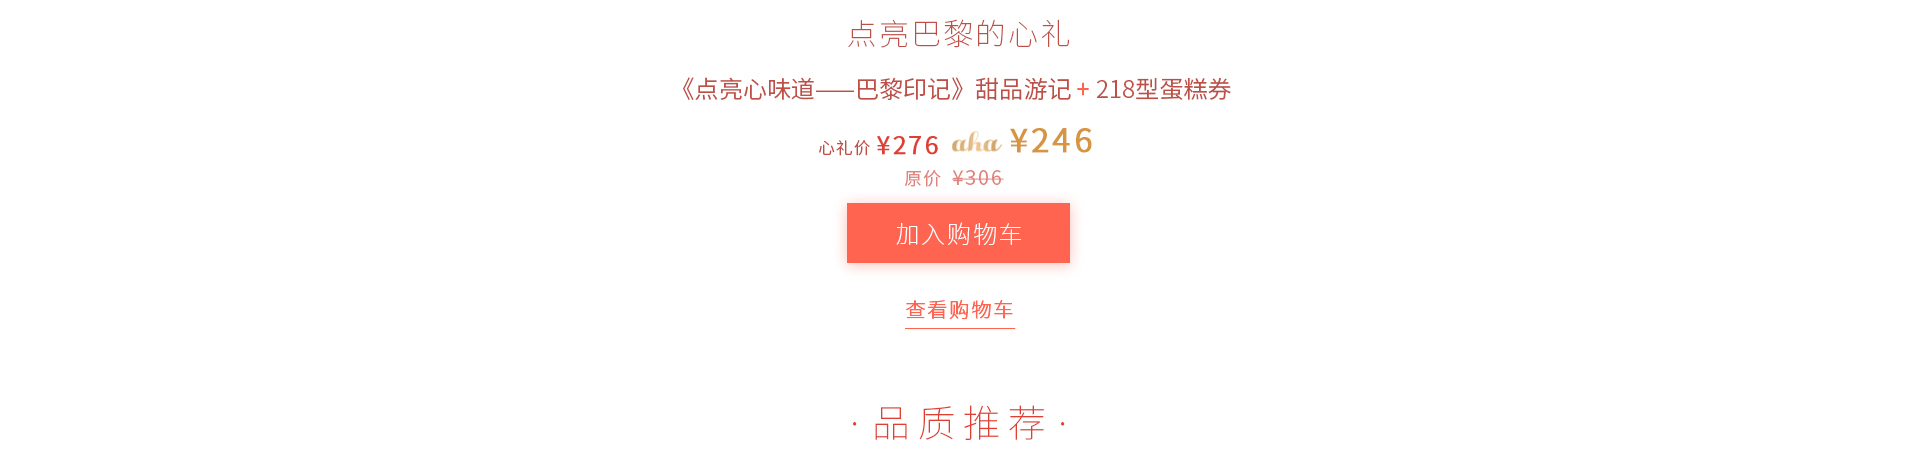 点亮巴黎的心礼
《点亮心味道——巴黎印记》甜品游记 + 218型蛋糕券
心礼价 ¥276 aha ¥246
原价 ¥306
加入购物车
查看购物车
· 品质推荐 ·